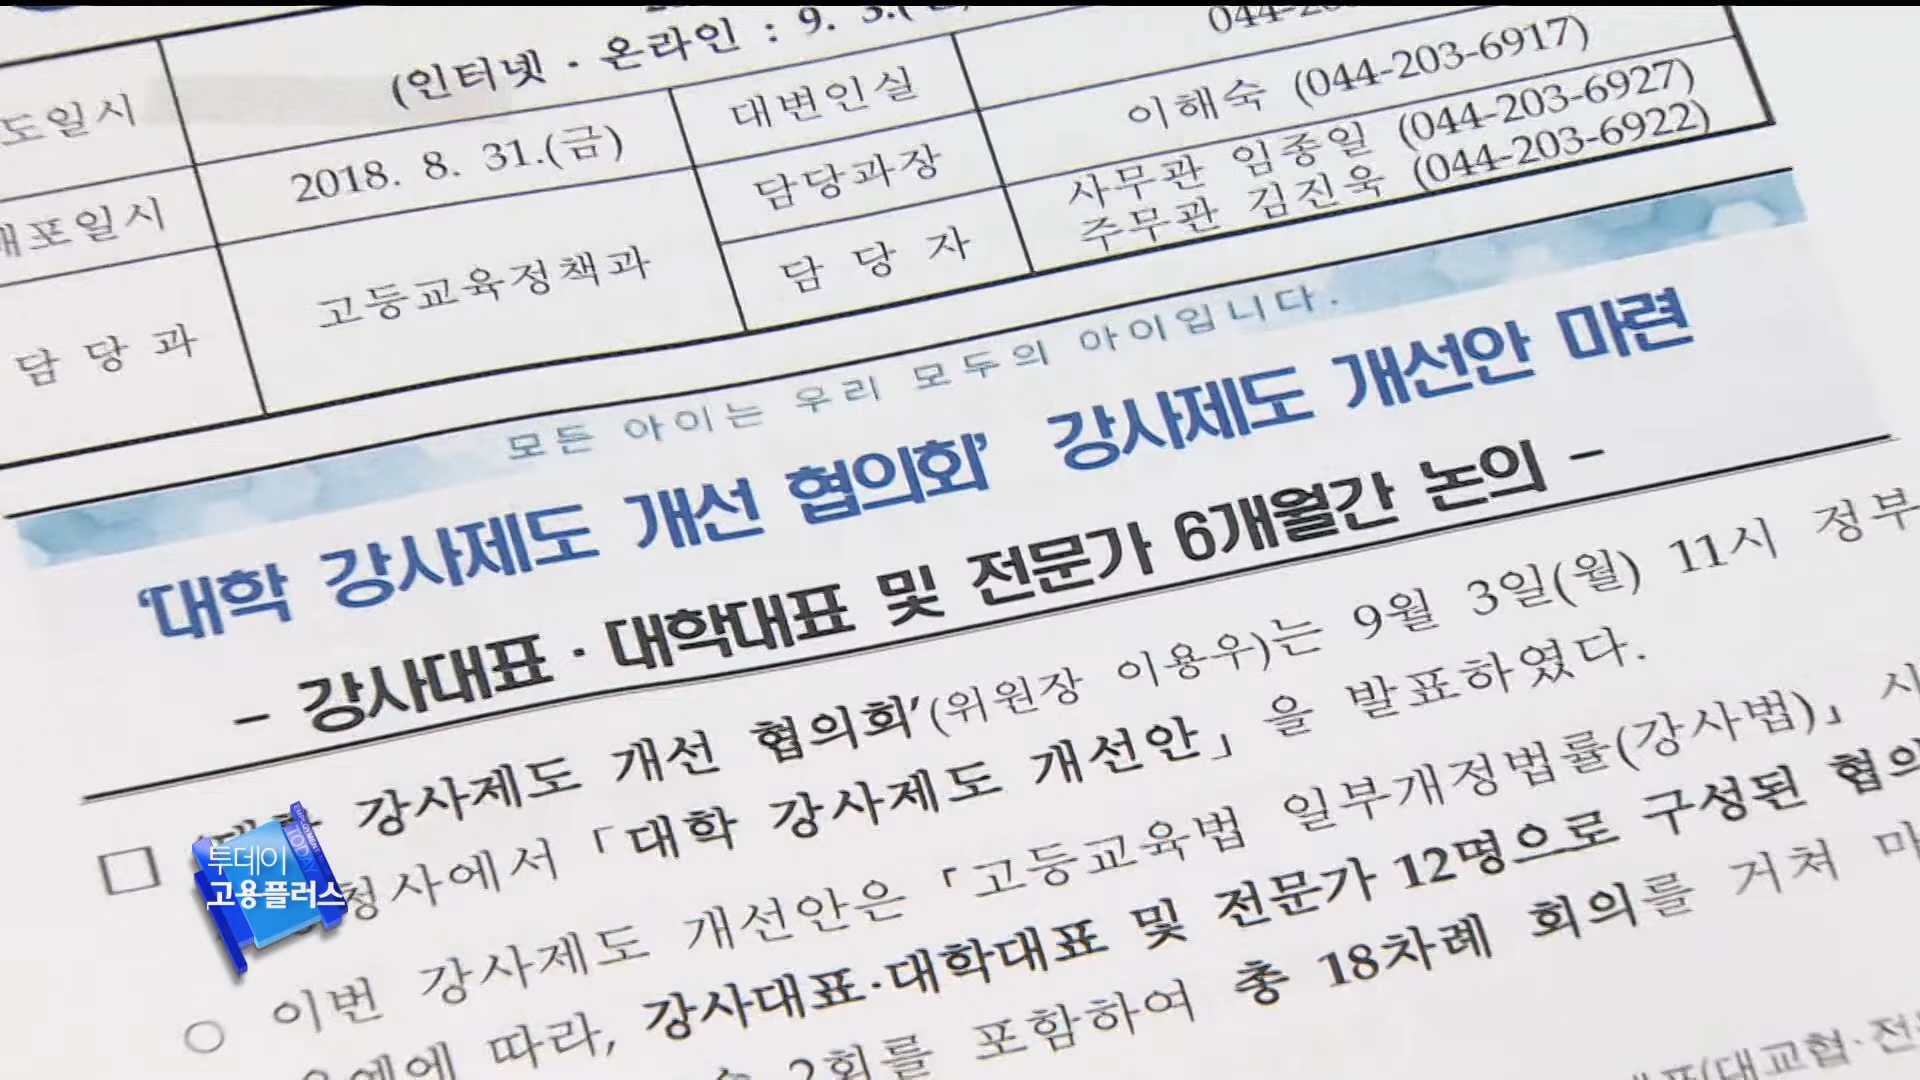 (인터넷 · 온라인 : 9. 3.(
도일시
대변인실
044-20
2018. 8. 31.(금)
담당과장
이해숙 (044-203-6917)
배포일시
담 당 자
사무관 임종일 (044-203-6927)
주무관 김진욱 (044-203-6922)
담 당 과
고등교육정책과
모든 아이는 우리 모두의 아이입니다.
‘대학 강사제도 개선 협의회’ 강사제도 개선안 마련
- 강사대표·대학대표 및 전문가 6개월간 논의 -
□ 강사제도 개선 협의회’(위원장 이용우)는 9월 3일(월) 11시 정부
청사에서 「대학 강사제도 개선안」을 발표하였다.
○ 이번 강사제도 개선안은 「고등교육법 일부개정법률(강사법)」
따라, 강사대표·대학대표 및 전문가 12명으로 구성된 협의
2회를 포함하여 총 18차례 회의를 거쳐
(대교협·전
EMPLOYMENT
TODAY
투데이
고용플러스